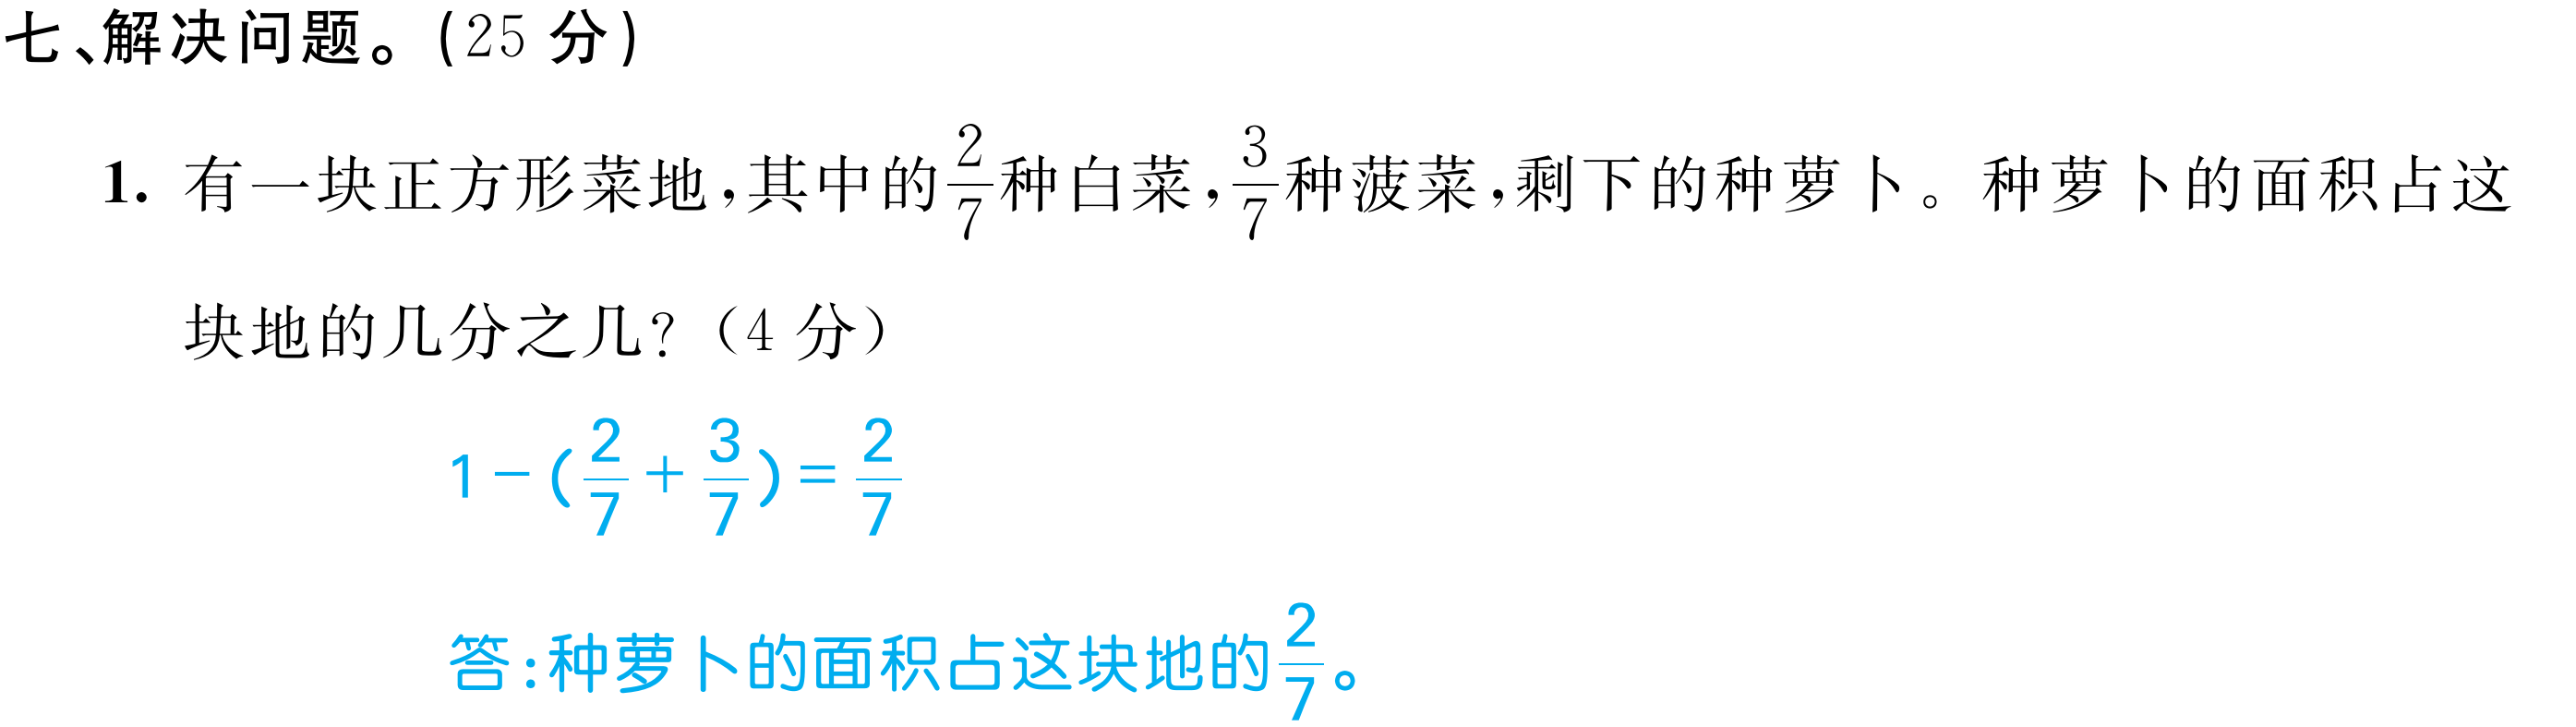 七、解决问题。(25 分)
1. 有一块正方形菜地,其中的2/7种白菜,3/7种菠菜,剩下的种萝卜。种萝卜的面积占这
块地的几分之几?(4 分)
1-(2/7+3/7)=2/7
答:种萝卜的面积占这块地的2/7。